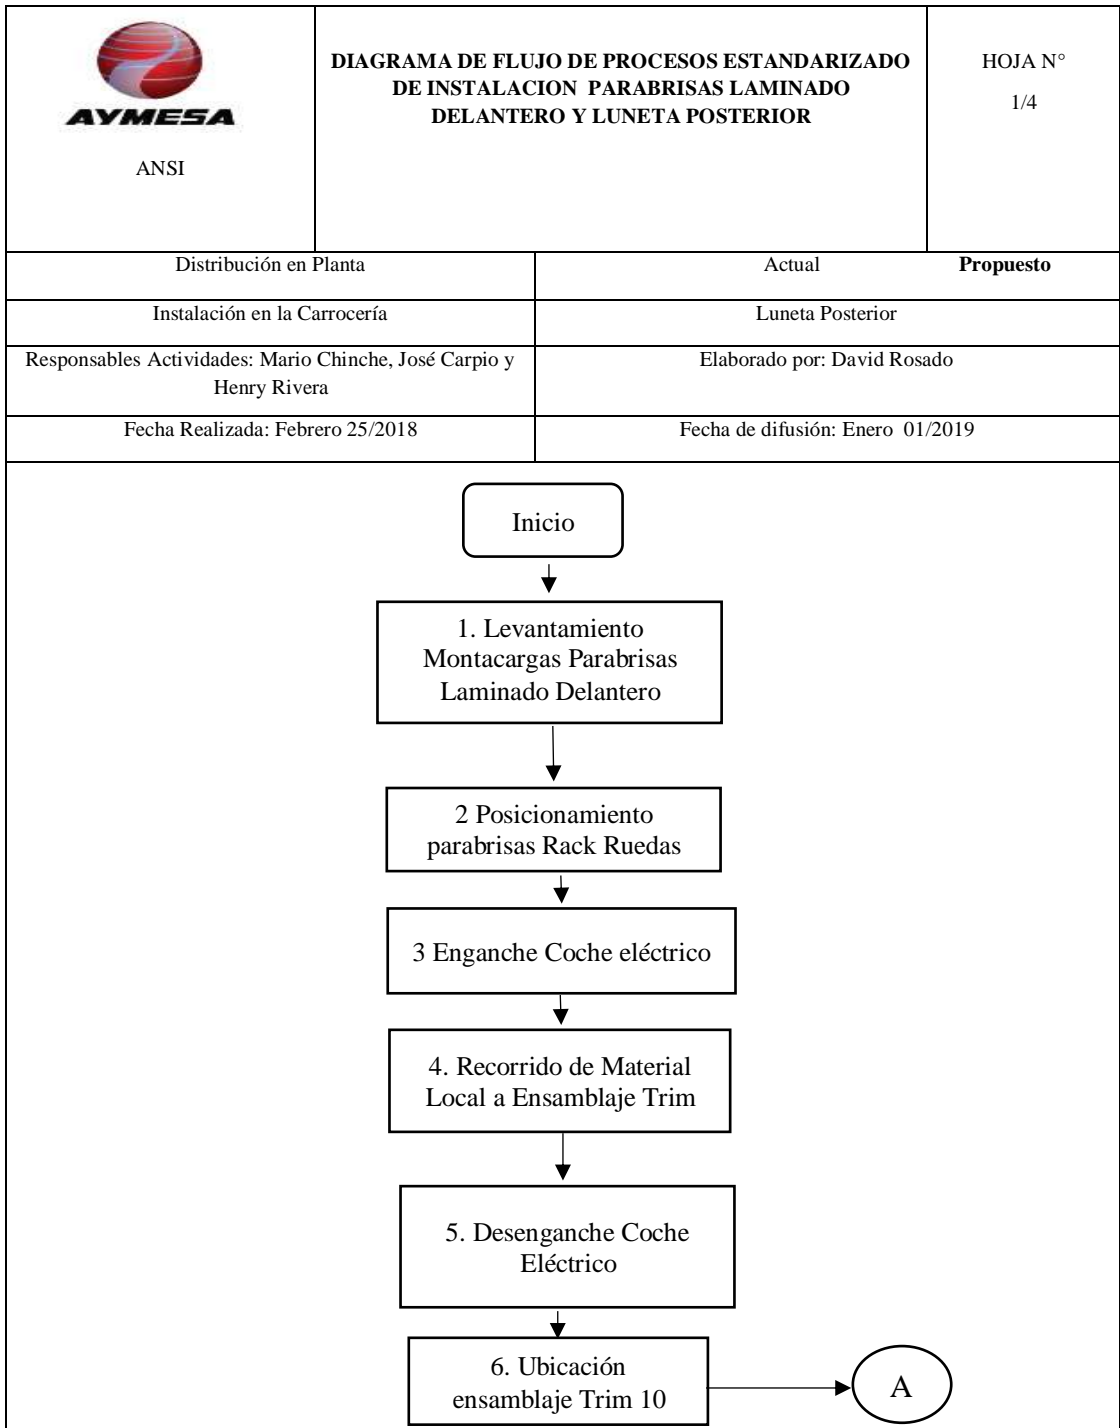 AYMESA
ANSI
DIAGRAMA DE FLUJO DE PROCESOS ESTANDARIZADO
DE INSTALACION PARABRISAS LAMINADO
DELANTERO Y LUNETA POSTERIOR
HOJA N°
1/4
Distribución en Planta
Actual Propuesto
Instalación en la Carrocería
Luneta Posterior
Responsables Actividades: Mario Chinche, José Carpio y
Henry Rivera
Elaborado por: David Rosado
Fecha Realizada: Febrero 25/2018
Fecha de difusión: Enero 01/2019
Inicio
1. Levantamiento
Montacargas Parabrisas
Laminado Delantero
2 Posicionamiento
parabrisas Rack Ruedas
3 Enganche Coche eléctrico
4. Recorrido de Material
Local a Ensamblaje Trim
5. Desenganche Coche
Eléctrico
6. Ubicación
ensamblaje Trim 10
A